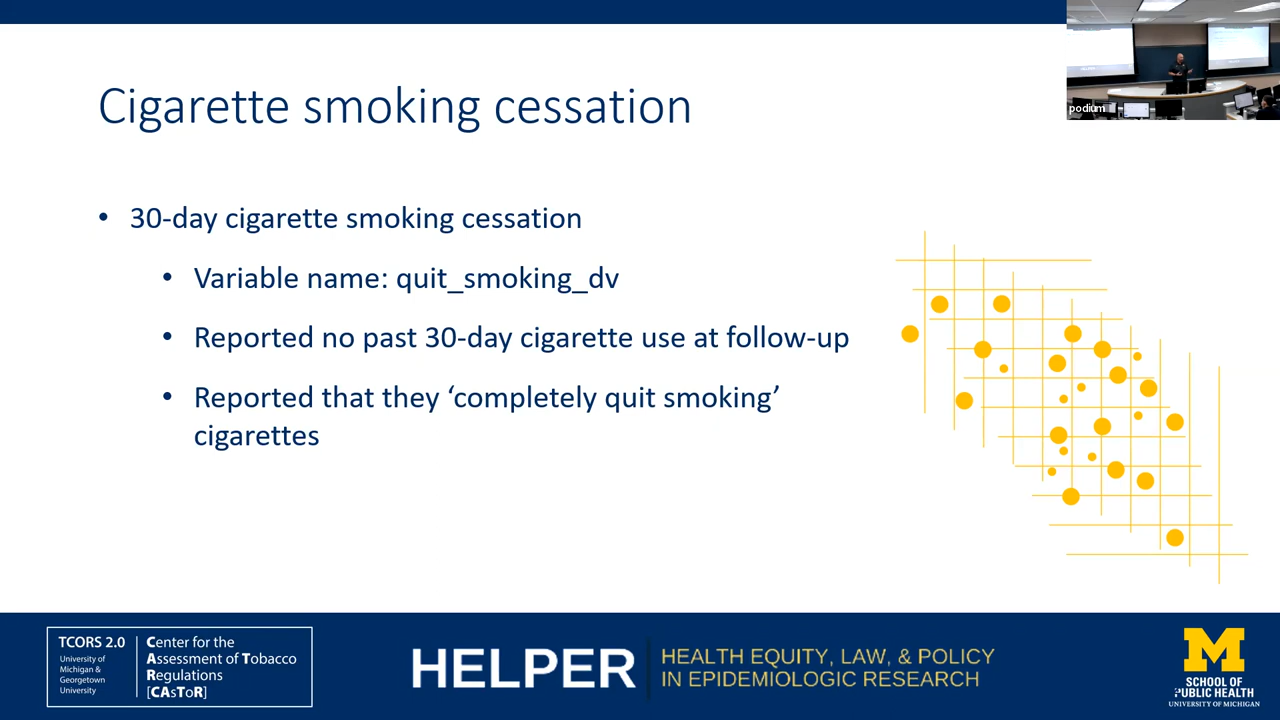 podium
Cigarette smoking cessation
• 30-day cigarette smoking cessation
• Variable name: quit_smoking_dv
• Reported no past 30-day cigarette use at follow-up
• Reported that they ‘completely quit smoking’
cigarettes
TCORS 2.0
University of
Michigan &
Georgetown
University
Center for the
Assessment of Tobacco
Regulations
[CAsToR]
HELPER
HEALTH EQUITY, LAW, & POLICY
IN EPIDEMIOLOGIC RESEARCH
M
SCHOOL OF
PUBLIC HEALTH
UNIVERSITY OF MICHIGAN